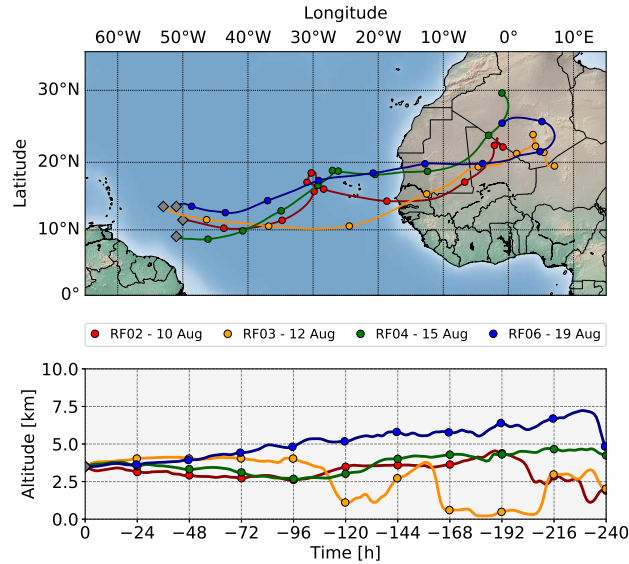 Longitude
60°W 50°W 40°W 30°W 20°W 10°W 0° 10°E
Latitude
30°N
20°N
10°N
0°
RF02 - 10 Aug RF03 - 12 Aug RF04 - 15 Aug RF06 - 19 Aug
Altitude [km]
10.0
7.5
5.0
2.5
0.0
0 −24 −48 −72 −96 −120 −144 −168 −192 −216 −240
Time [h]